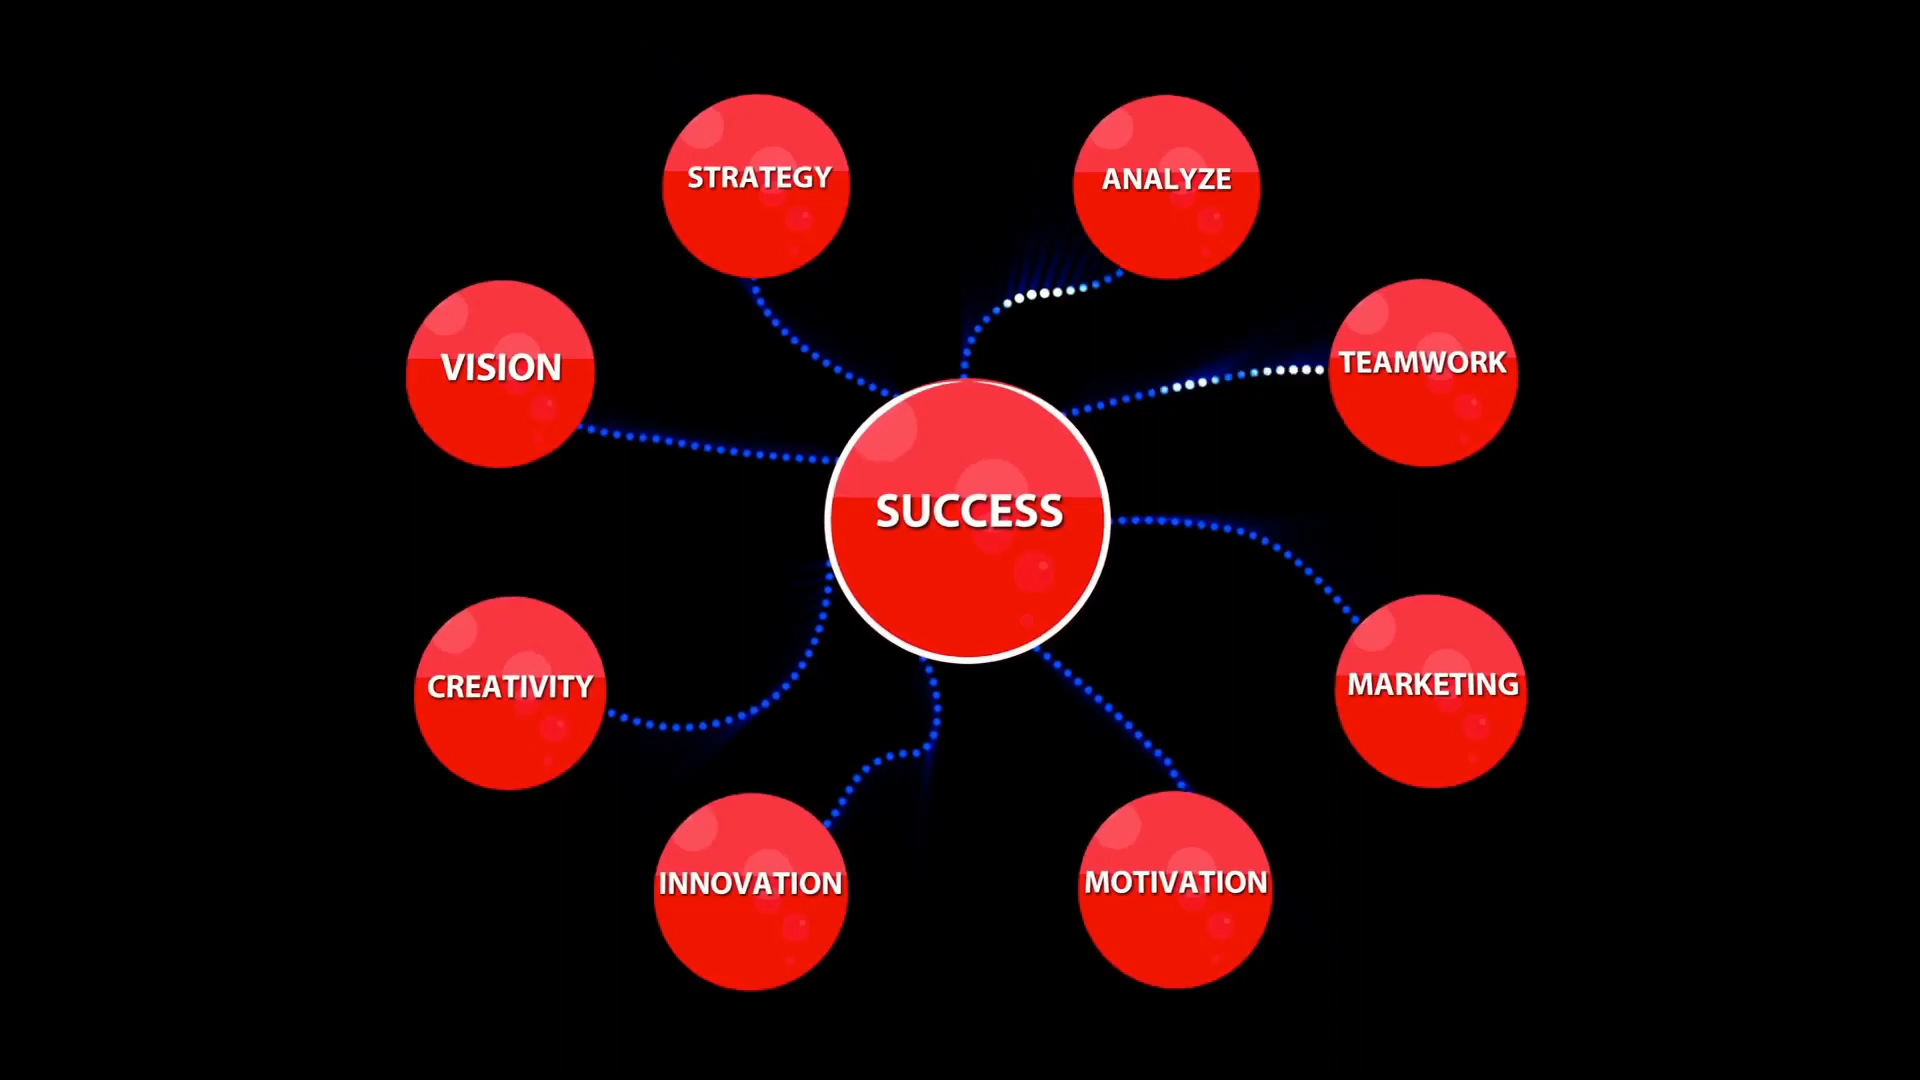 STRATEGY
ANALYZE
VISION
TEAMWORK
SUCCESS
CREATIVITY
MARKETING
INNOVATION
MOTIVATION